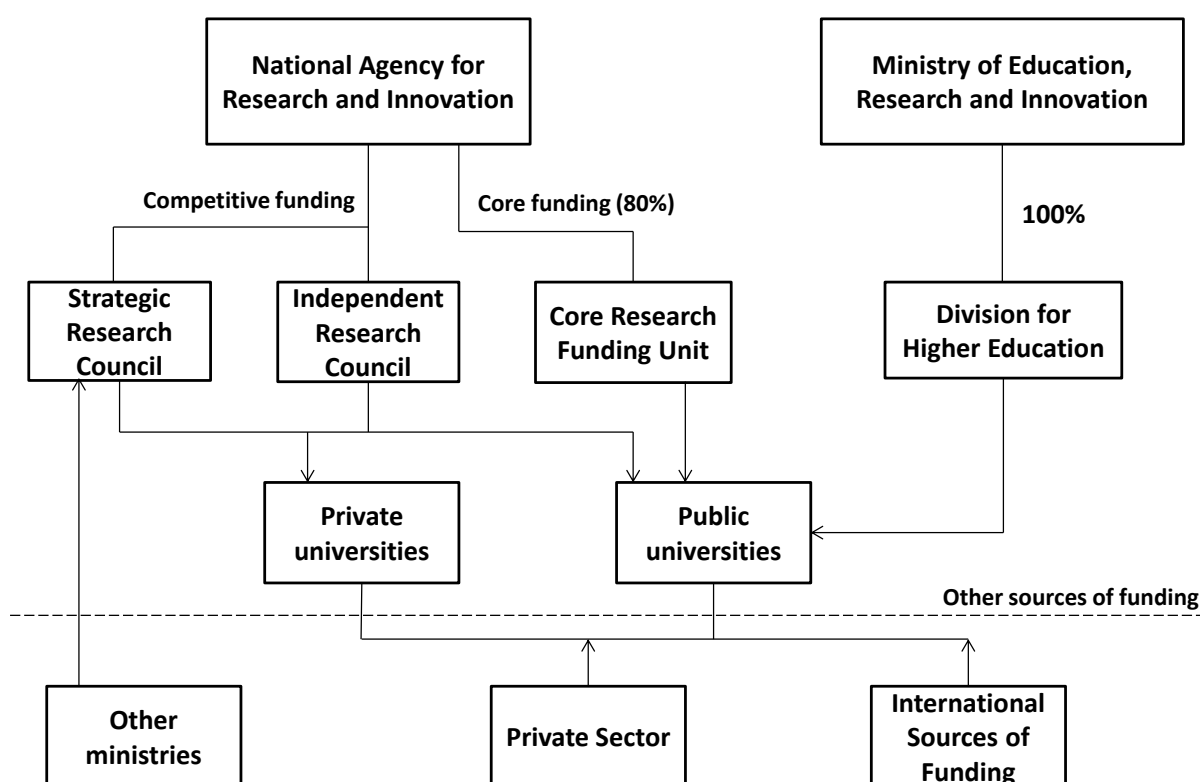 National Agency for
Research and Innovation
Ministry of Education,
Research and Innovation
Competitive funding
Core funding (80%)
100%
Strategic
Research
Council
Independent
Research
Council
Core Research
Funding Unit
Division for
Higher Education
Private
universities
Public
universities
Other sources of funding
Other
ministries
Private Sector
International
Sources of
Funding